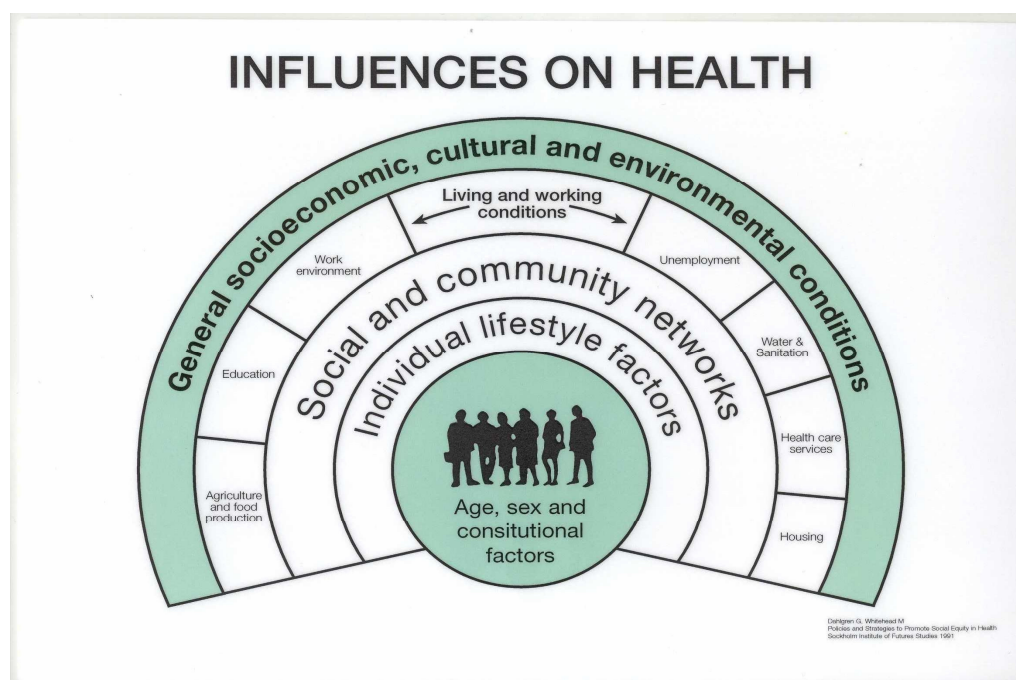 INFLUENCES ON HEALTH
General socioeconomic, cultural and environmental conditions
Living and working
conditions
Work
environment
Unemployment
Education
Water &
Sanitation
Agriculture
and food
production
Health care
services
Housing
Social and community networks
Individual lifestyle factors
Age, sex and
consitutional
factors
Dahlgren G, Whitehead M
Policies and Strategies to Promote Social Equity in Health
Sockholm Institute of Futures Studies 1991